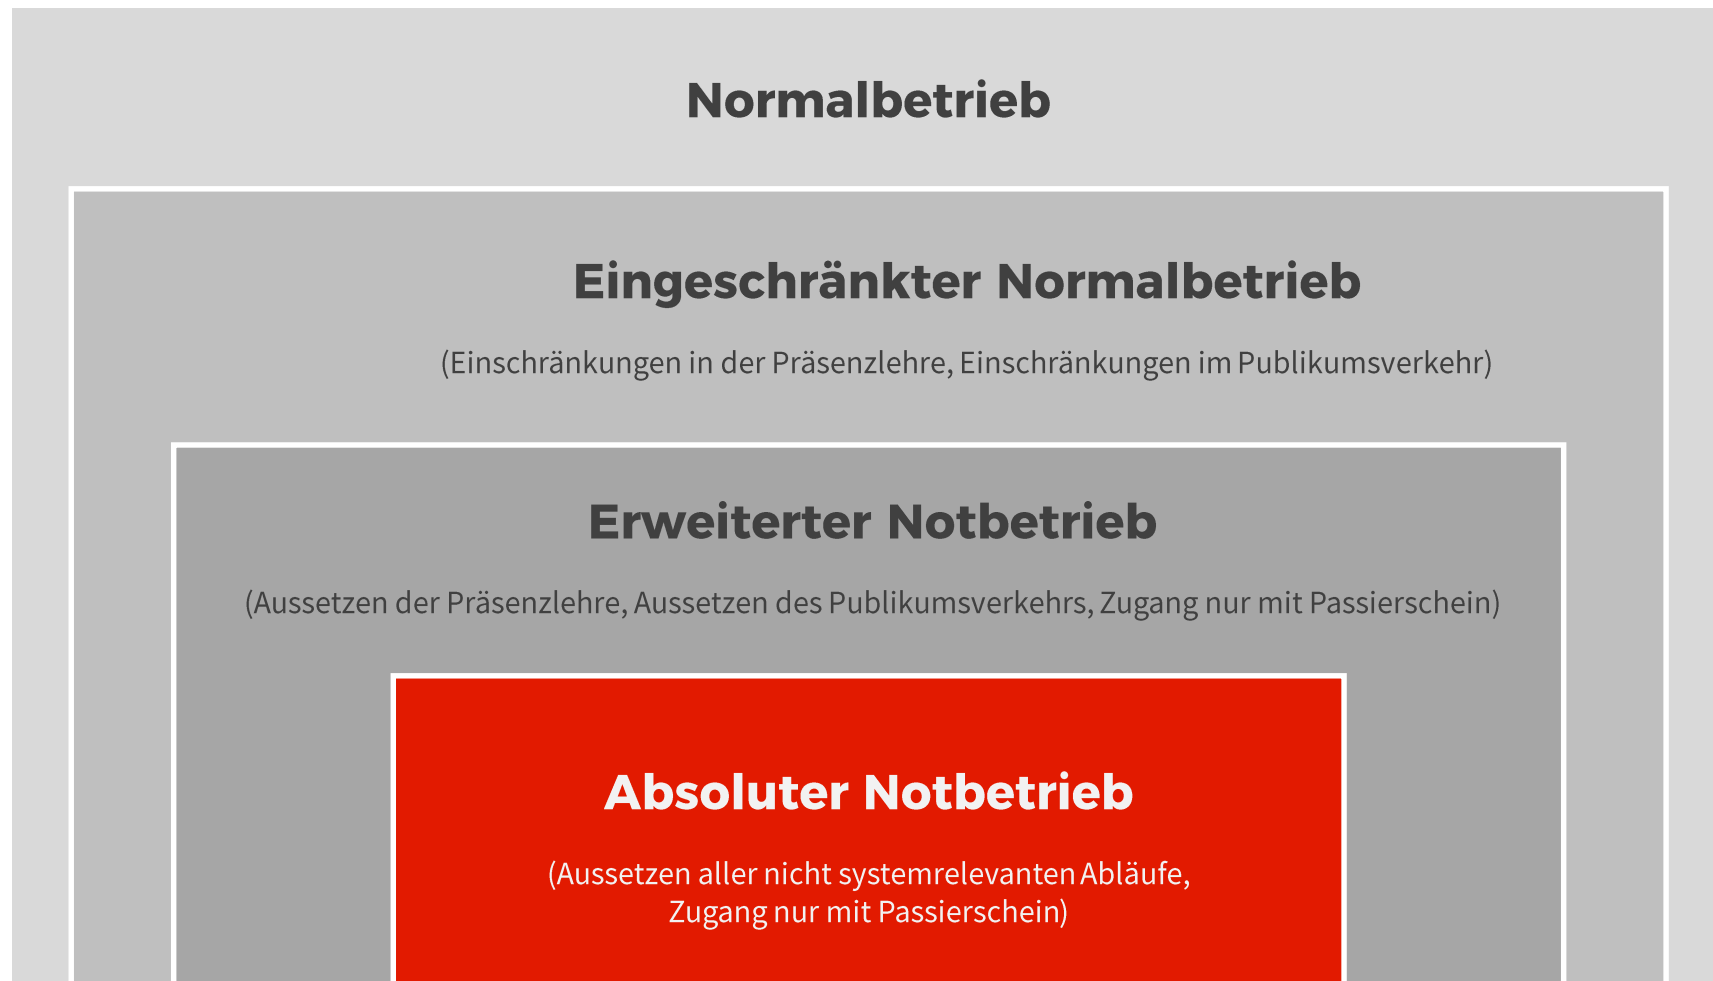 Normalbetrieb
Eingeschränkter Normalbetrieb
(Einschränkungen in der Präsenzlehre, Einschränkungen im Publikumsverkehr)
Erweiterter Notbetrieb
(Aussetzen der Präsenzlehre, Aussetzen des Publikumsverkehrs, Zugang nur mit Passierschein)
Absoluter Notbetrieb
(Aussetzen aller nicht systemrelevanten Abläufe,
Zugang nur mit Passierschein)